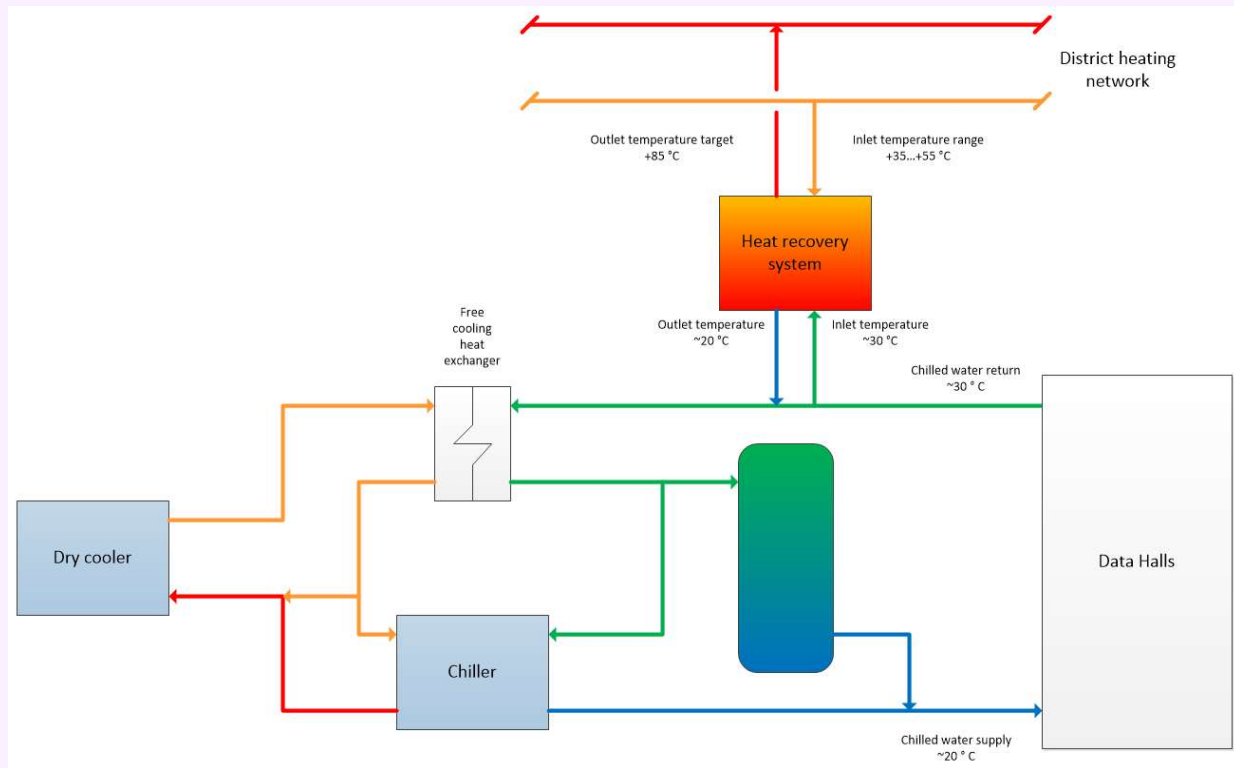 District heating
network
Outlet temperature target
+85 °C
Inlet temperature range
+35...+55 °C
Heat recovery
system
Free
cooling
heat
exchanger
Outlet temperature
~20 °C
Inlet temperature
~30 °C
Chilled water return
~30 ° C
Dry cooler
Data Halls
Chiller
Chilled water supply
~20 ° C